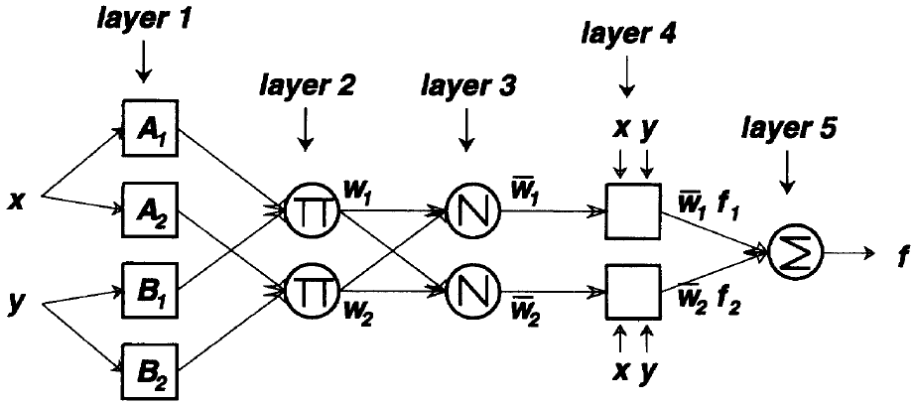 layer 1
layer 4
layer 2
layer 3
x y
layer 5
A₁
x
A₂
Π
w₁
N
w̅₁
w̅₁ f₁
Σ
f
y
B₁
Π
w₂
N
w̅₂
w̅₂ f₂
B₂
x y